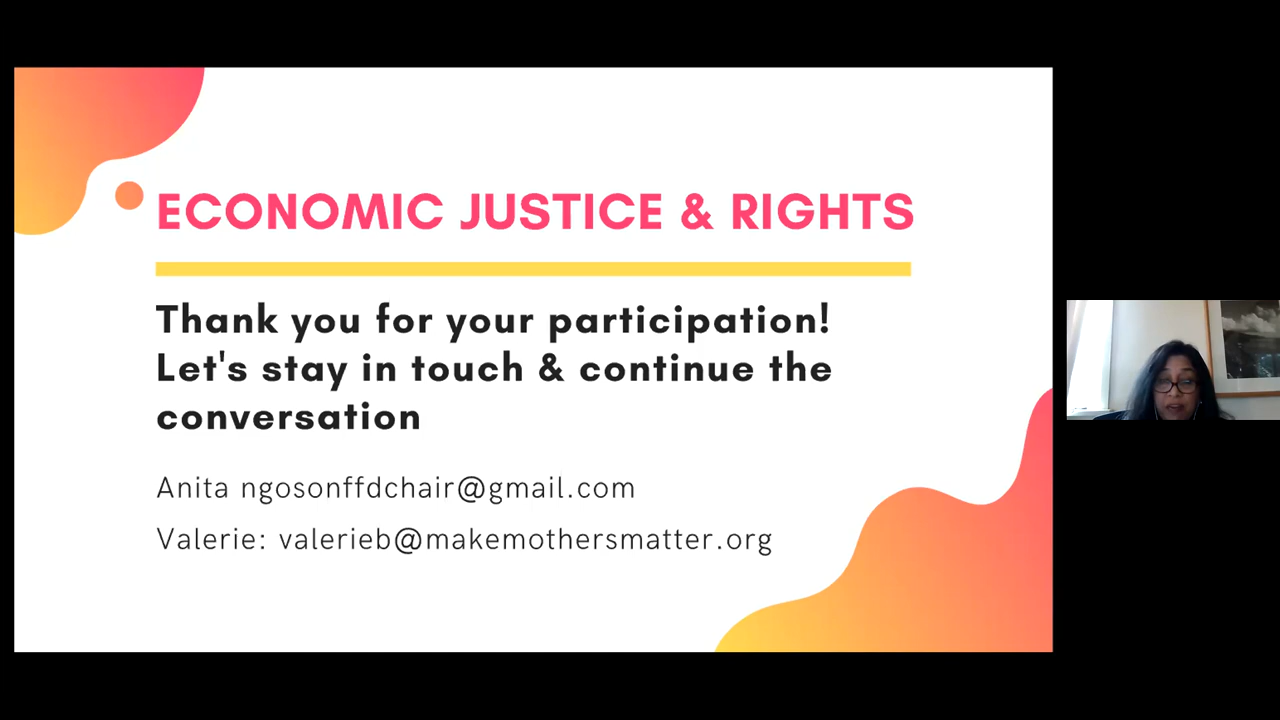 ECONOMIC JUSTICE & RIGHTS
Thank you for your participation!
Let's stay in touch & continue the
conversation
Anita ngosonffdchair@gmail.com
Valerie: valerieb@makemothersmatter.org